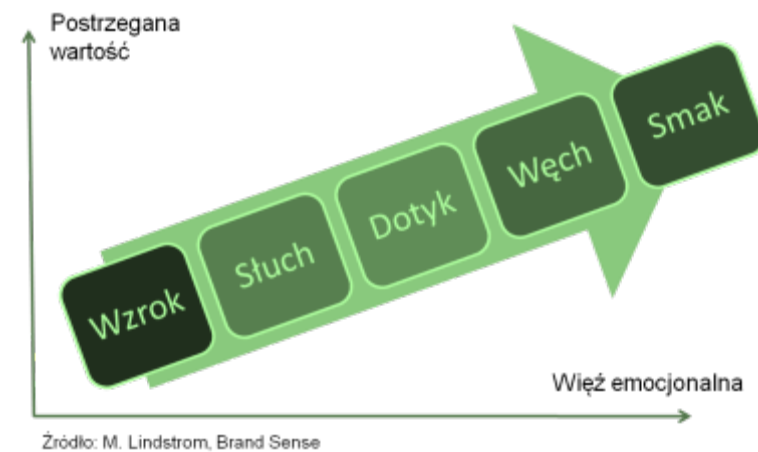 Postrzegana
wartość
Wzrok
Słuch
Dotyk
Węch
Smak
Więź emocjonalna
Źródło: M. Lindstrom, Brand Sense